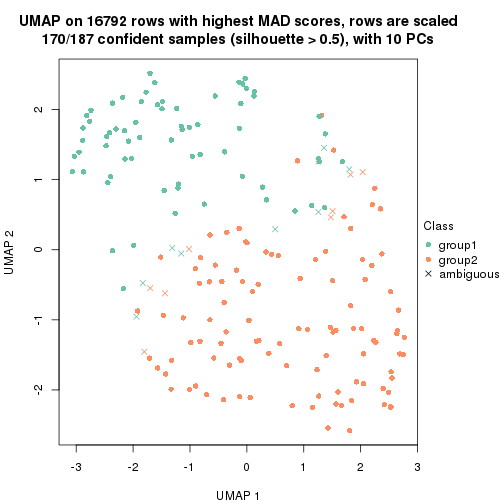 UMAP on 16792 rows with highest MAD scores, rows are scaled
170/187 confident samples (silhouette > 0.5), with 10 PCs
2
1
0
-1
-2
UMAP 2
-3
-2
-1
0
1
2
3
UMAP 1
Class
group1
group2
ambiguous